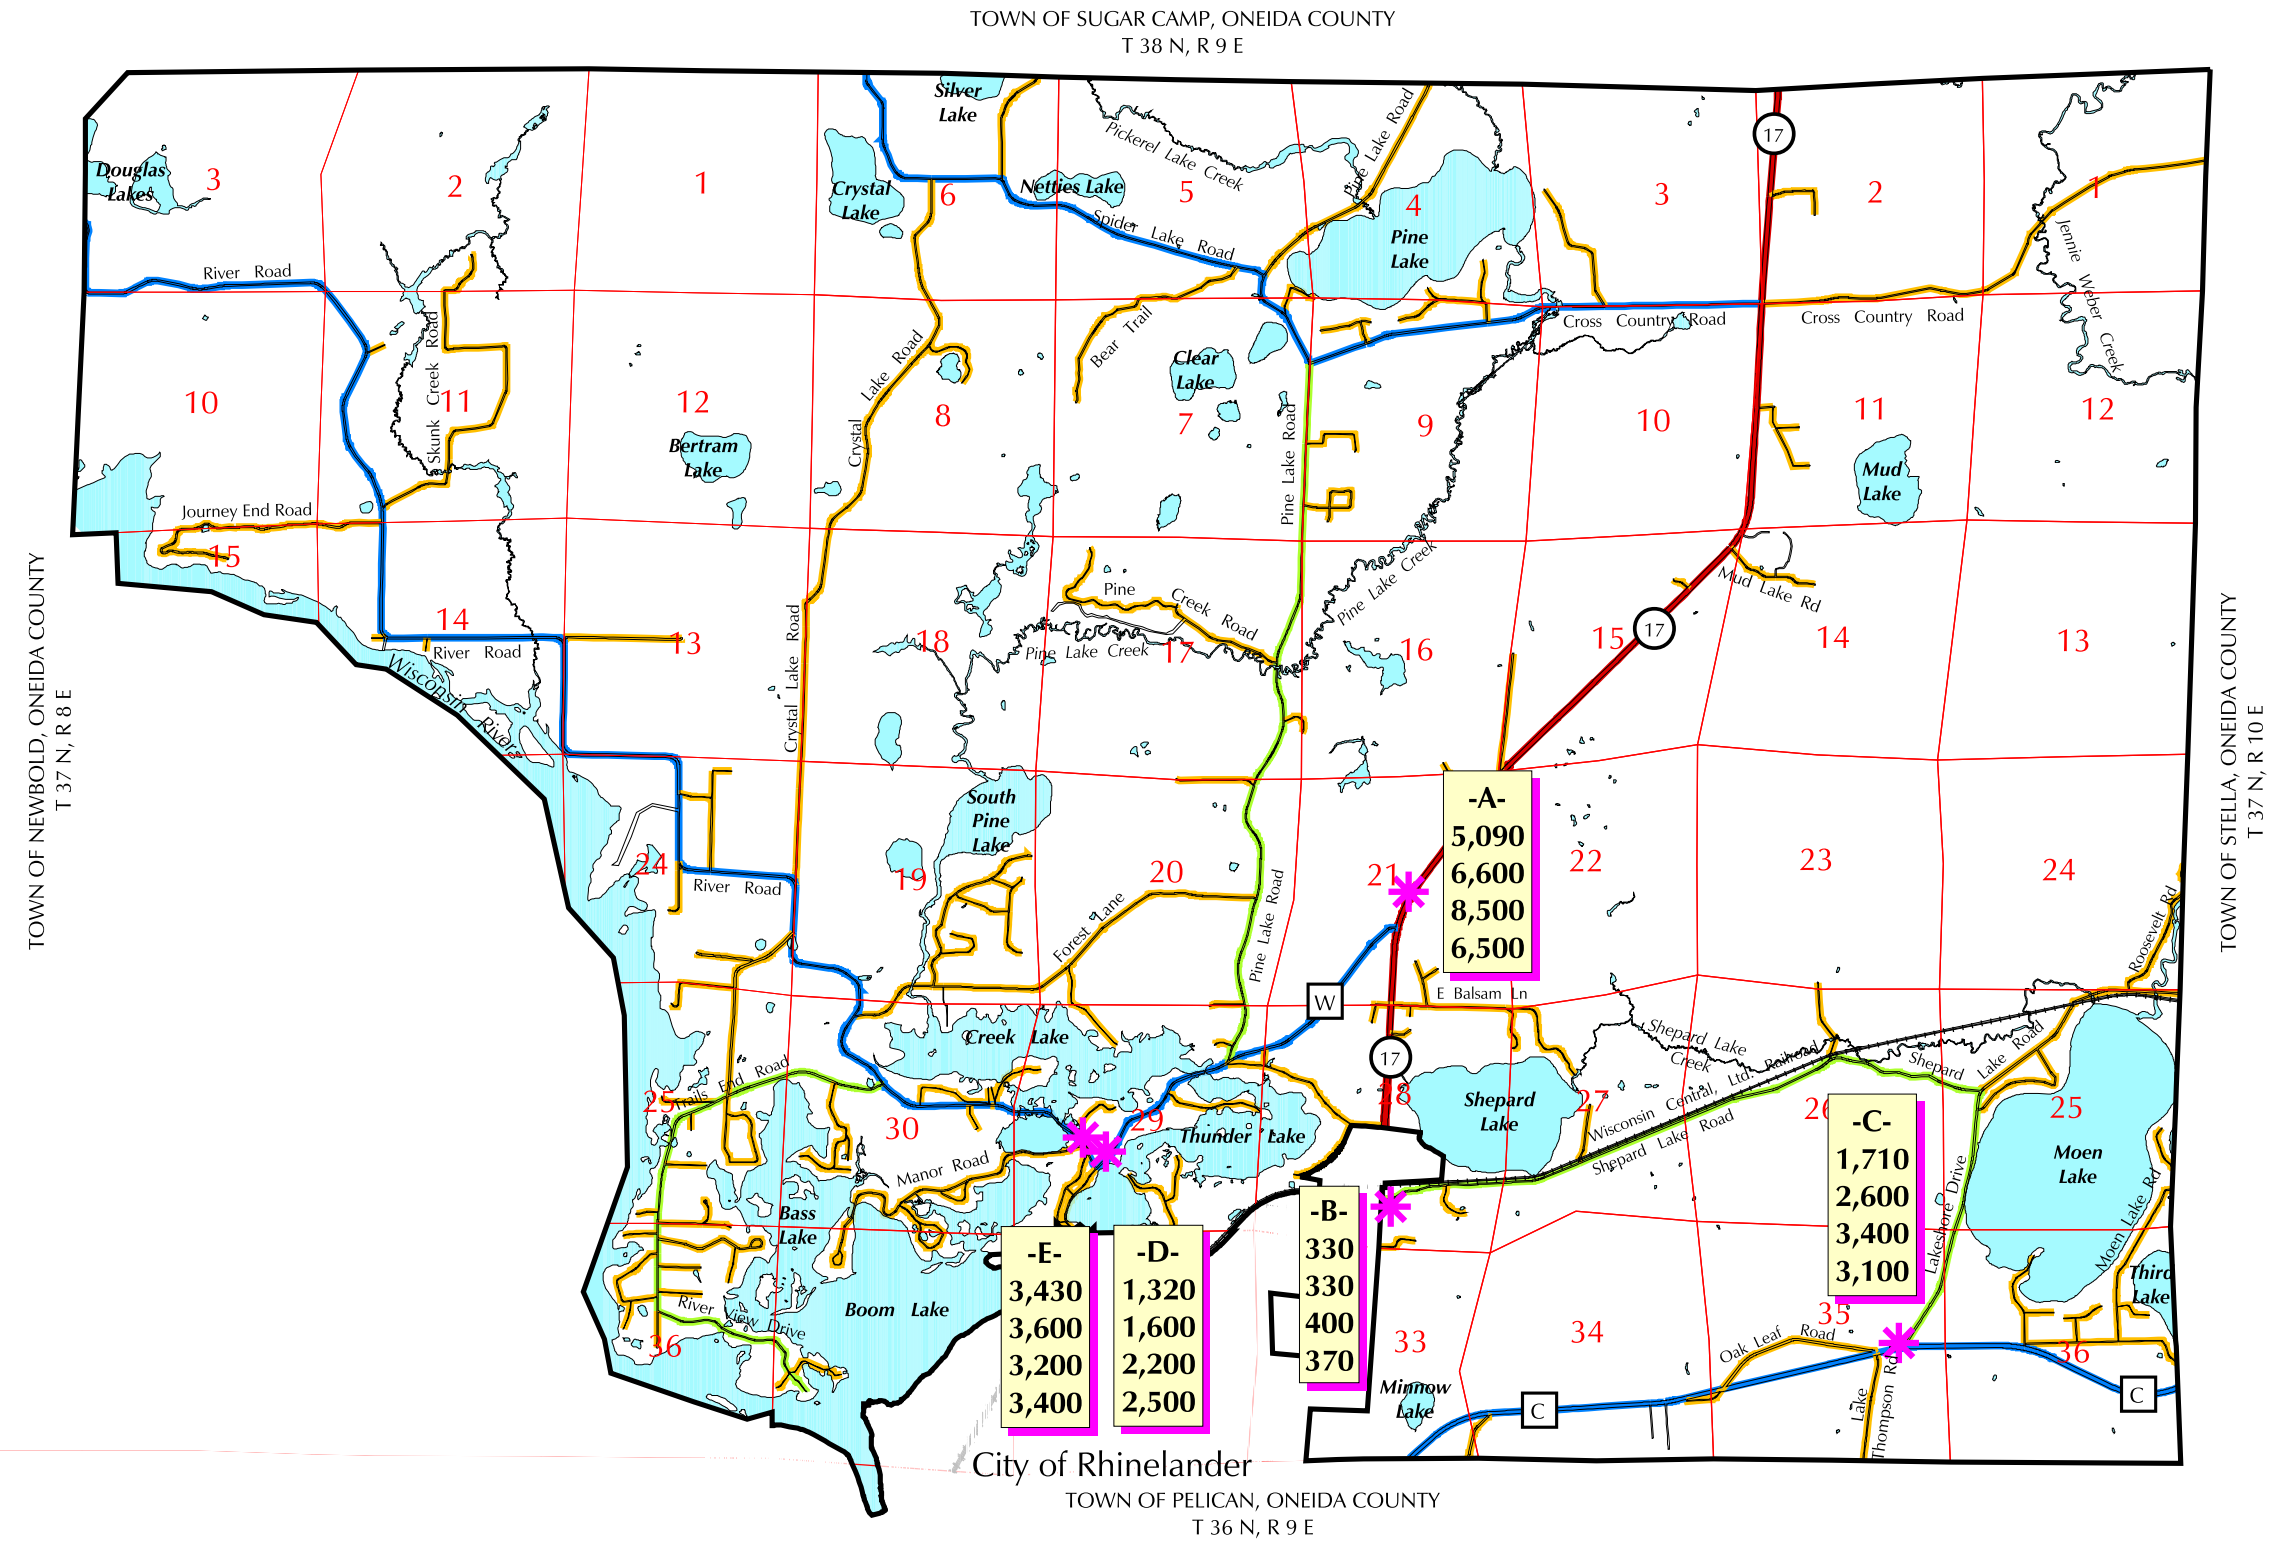 TOWN OF SUGAR CAMP, ONEIDA COUNTY
T 38 N, R 9 E
Silver
Lake
17
Pickerel Lake Creek
Pine Lake Road
Douglas
Lakes
3
2
1
Crystal
Lake
6
Netties Lake
5
4
3
2
1
Pine
Lake
Spider Lake Road
Jennie Weber Creek
River Road
Cross Country Road
Cross Country Road
Bear Trail
Clear
Lake
Skunk Creek Road
Crystal Lake Road
10
11
12
8
7
9
10
11
12
Bertram
Lake
Pine Lake Road
Mud
Lake
Journey End Road
15
Pine Lake Creek
Mud Lake Rd
Pine Creek Road
14
River Road
13
18
Pine Lake Creek
17
16
15
17
14
13
Wisconsin Rivers
Crystal Lake Road
TOWN OF NEWBOLD, ONEIDA COUNTY
T 37 N, R 8 E
TOWN OF STELLA, ONEIDA COUNTY
T 37 N, R 10 E
South
Pine
Lake
-A-
5,090
6,600
8,500
6,500
24
River Road
19
20
21
22
23
24
Forest Lane
Pine Lake Road
Roosevelt Rd
W
E Balsam Ln
Creek Lake
17
Shepard Lake
Creek
Wisconsin Central, Ltd. Railroad
Shepard Lake Road
Shepard Lake Road
25
Trails End Road
30
29
28
27
26
25
Thunder Lake
Shepard
Lake
Moen
Lake
Manor Road
-C-
1,710
2,600
3,400
3,100
Lakeshore Drive
Moen Lake Rd
Bass
Lake
-E-
3,430
3,600
3,200
3,400
-D-
1,320
1,600
2,200
2,500
-B-
330
330
400
370
Third
Lake
Boom Lake
River View Drive
36
33
34
35
36
Oak Leaf Road
Minnow
Lake
C
Lake Thompson Rd
C
City of Rhinelander
TOWN OF PELICAN, ONEIDA COUNTY
T 36 N, R 9 E